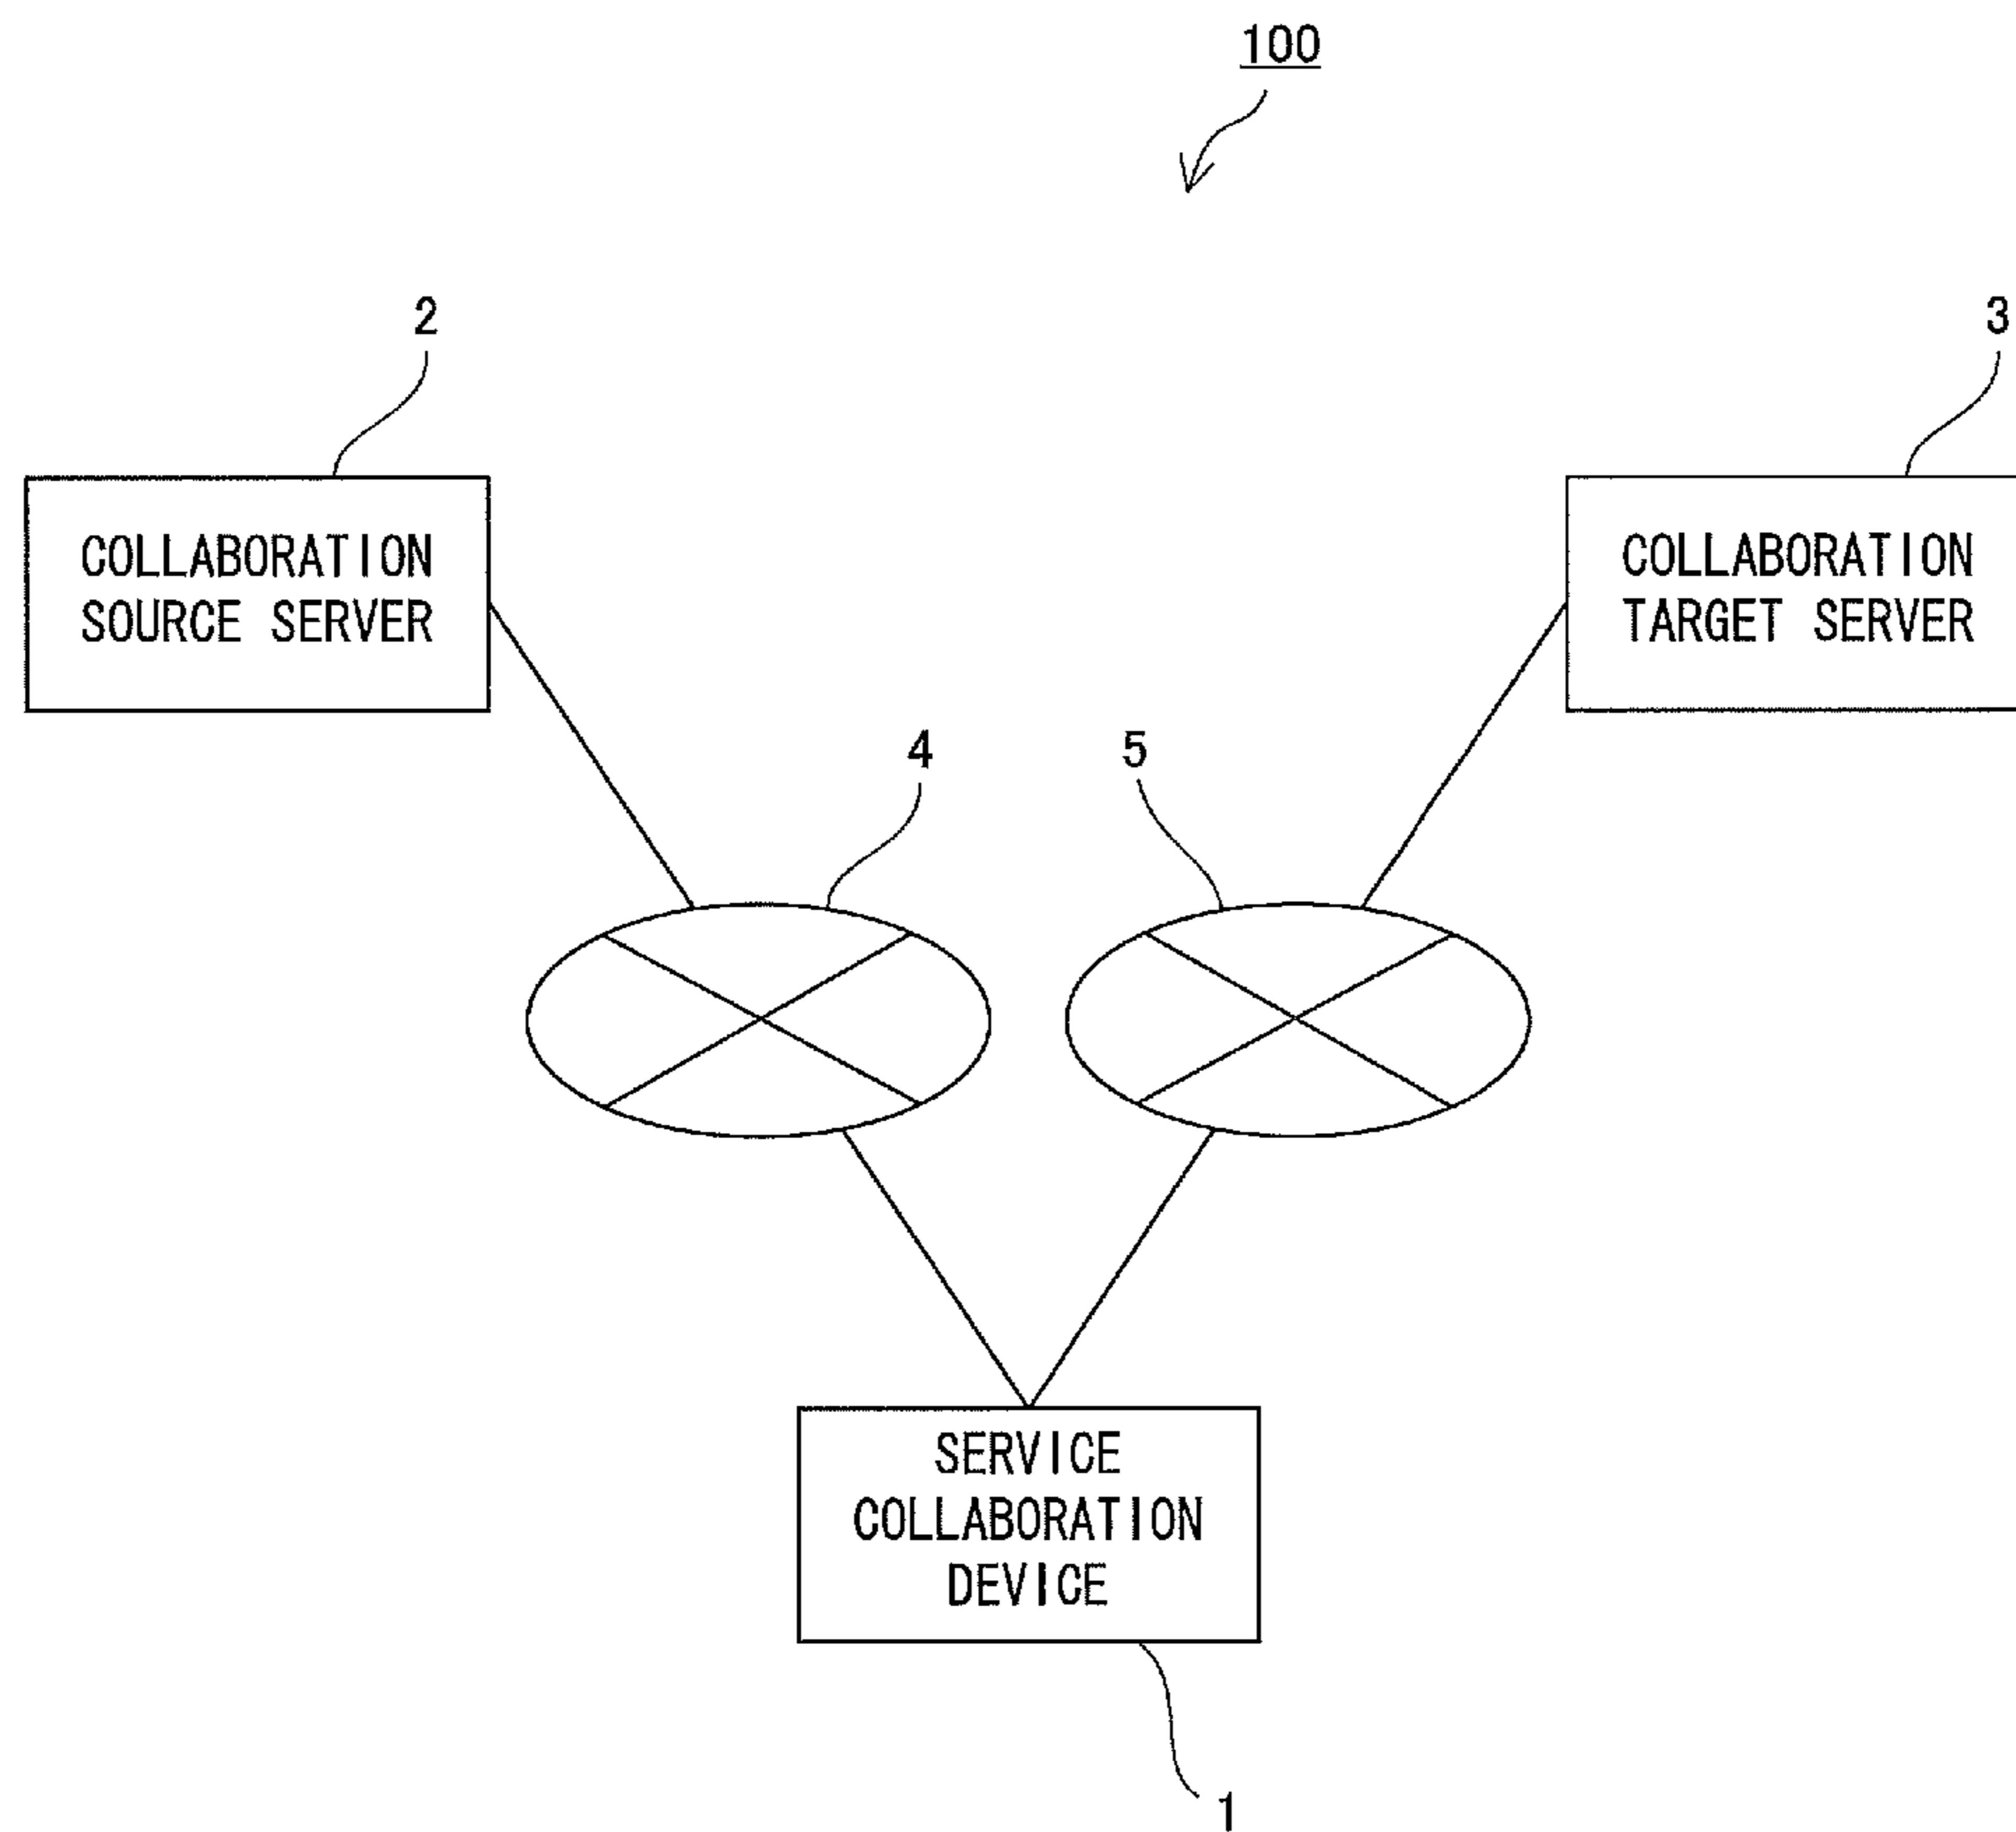 100
2
3
COLLABORATION
SOURCE SERVER
COLLABORATION
TARGET SERVER
4
5
SERVICE
COLLABORATION
DEVICE
1